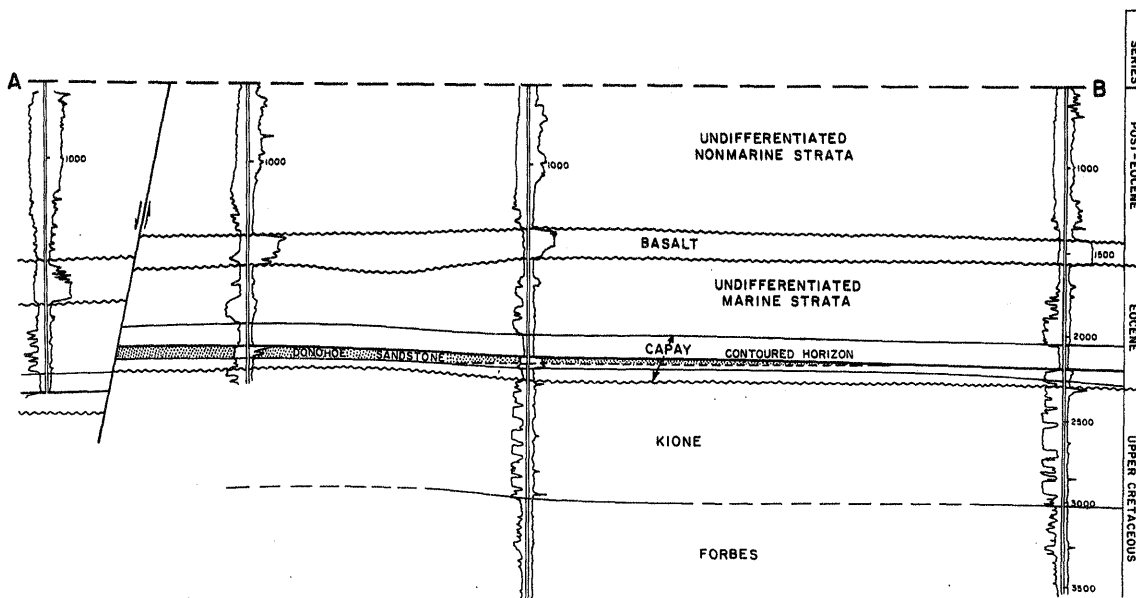 SERIES
A
B
1000
1000
1000
1000
UNDIFFERENTIATED
NONMARINE STRATA
POST-EOCENE
BASALT
1500
UNDIFFERENTIATED
MARINE STRATA
EOCENE
2000
DONOHOE SANDSTONE
CAPAY
CONTOURED HORIZON
2500
KIONE
3000
UPPER CRETACEOUS
FORBES
3500